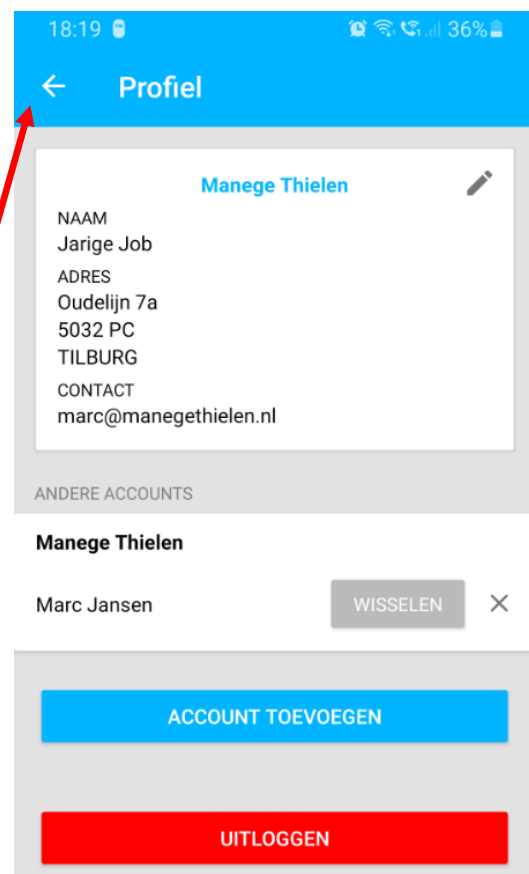 18:19 36%
Profiel
Manege Thielen
NAAM
Jarige Job
ADRES
Oudelijn 7a
5032 PC
TILBURG
CONTACT
marc@manegethielen.nl
ANDERE ACCOUNTS
Manege Thielen
Marc Jansen WISSELEN
ACCOUNT TOEVOEGEN
UITLOGGEN